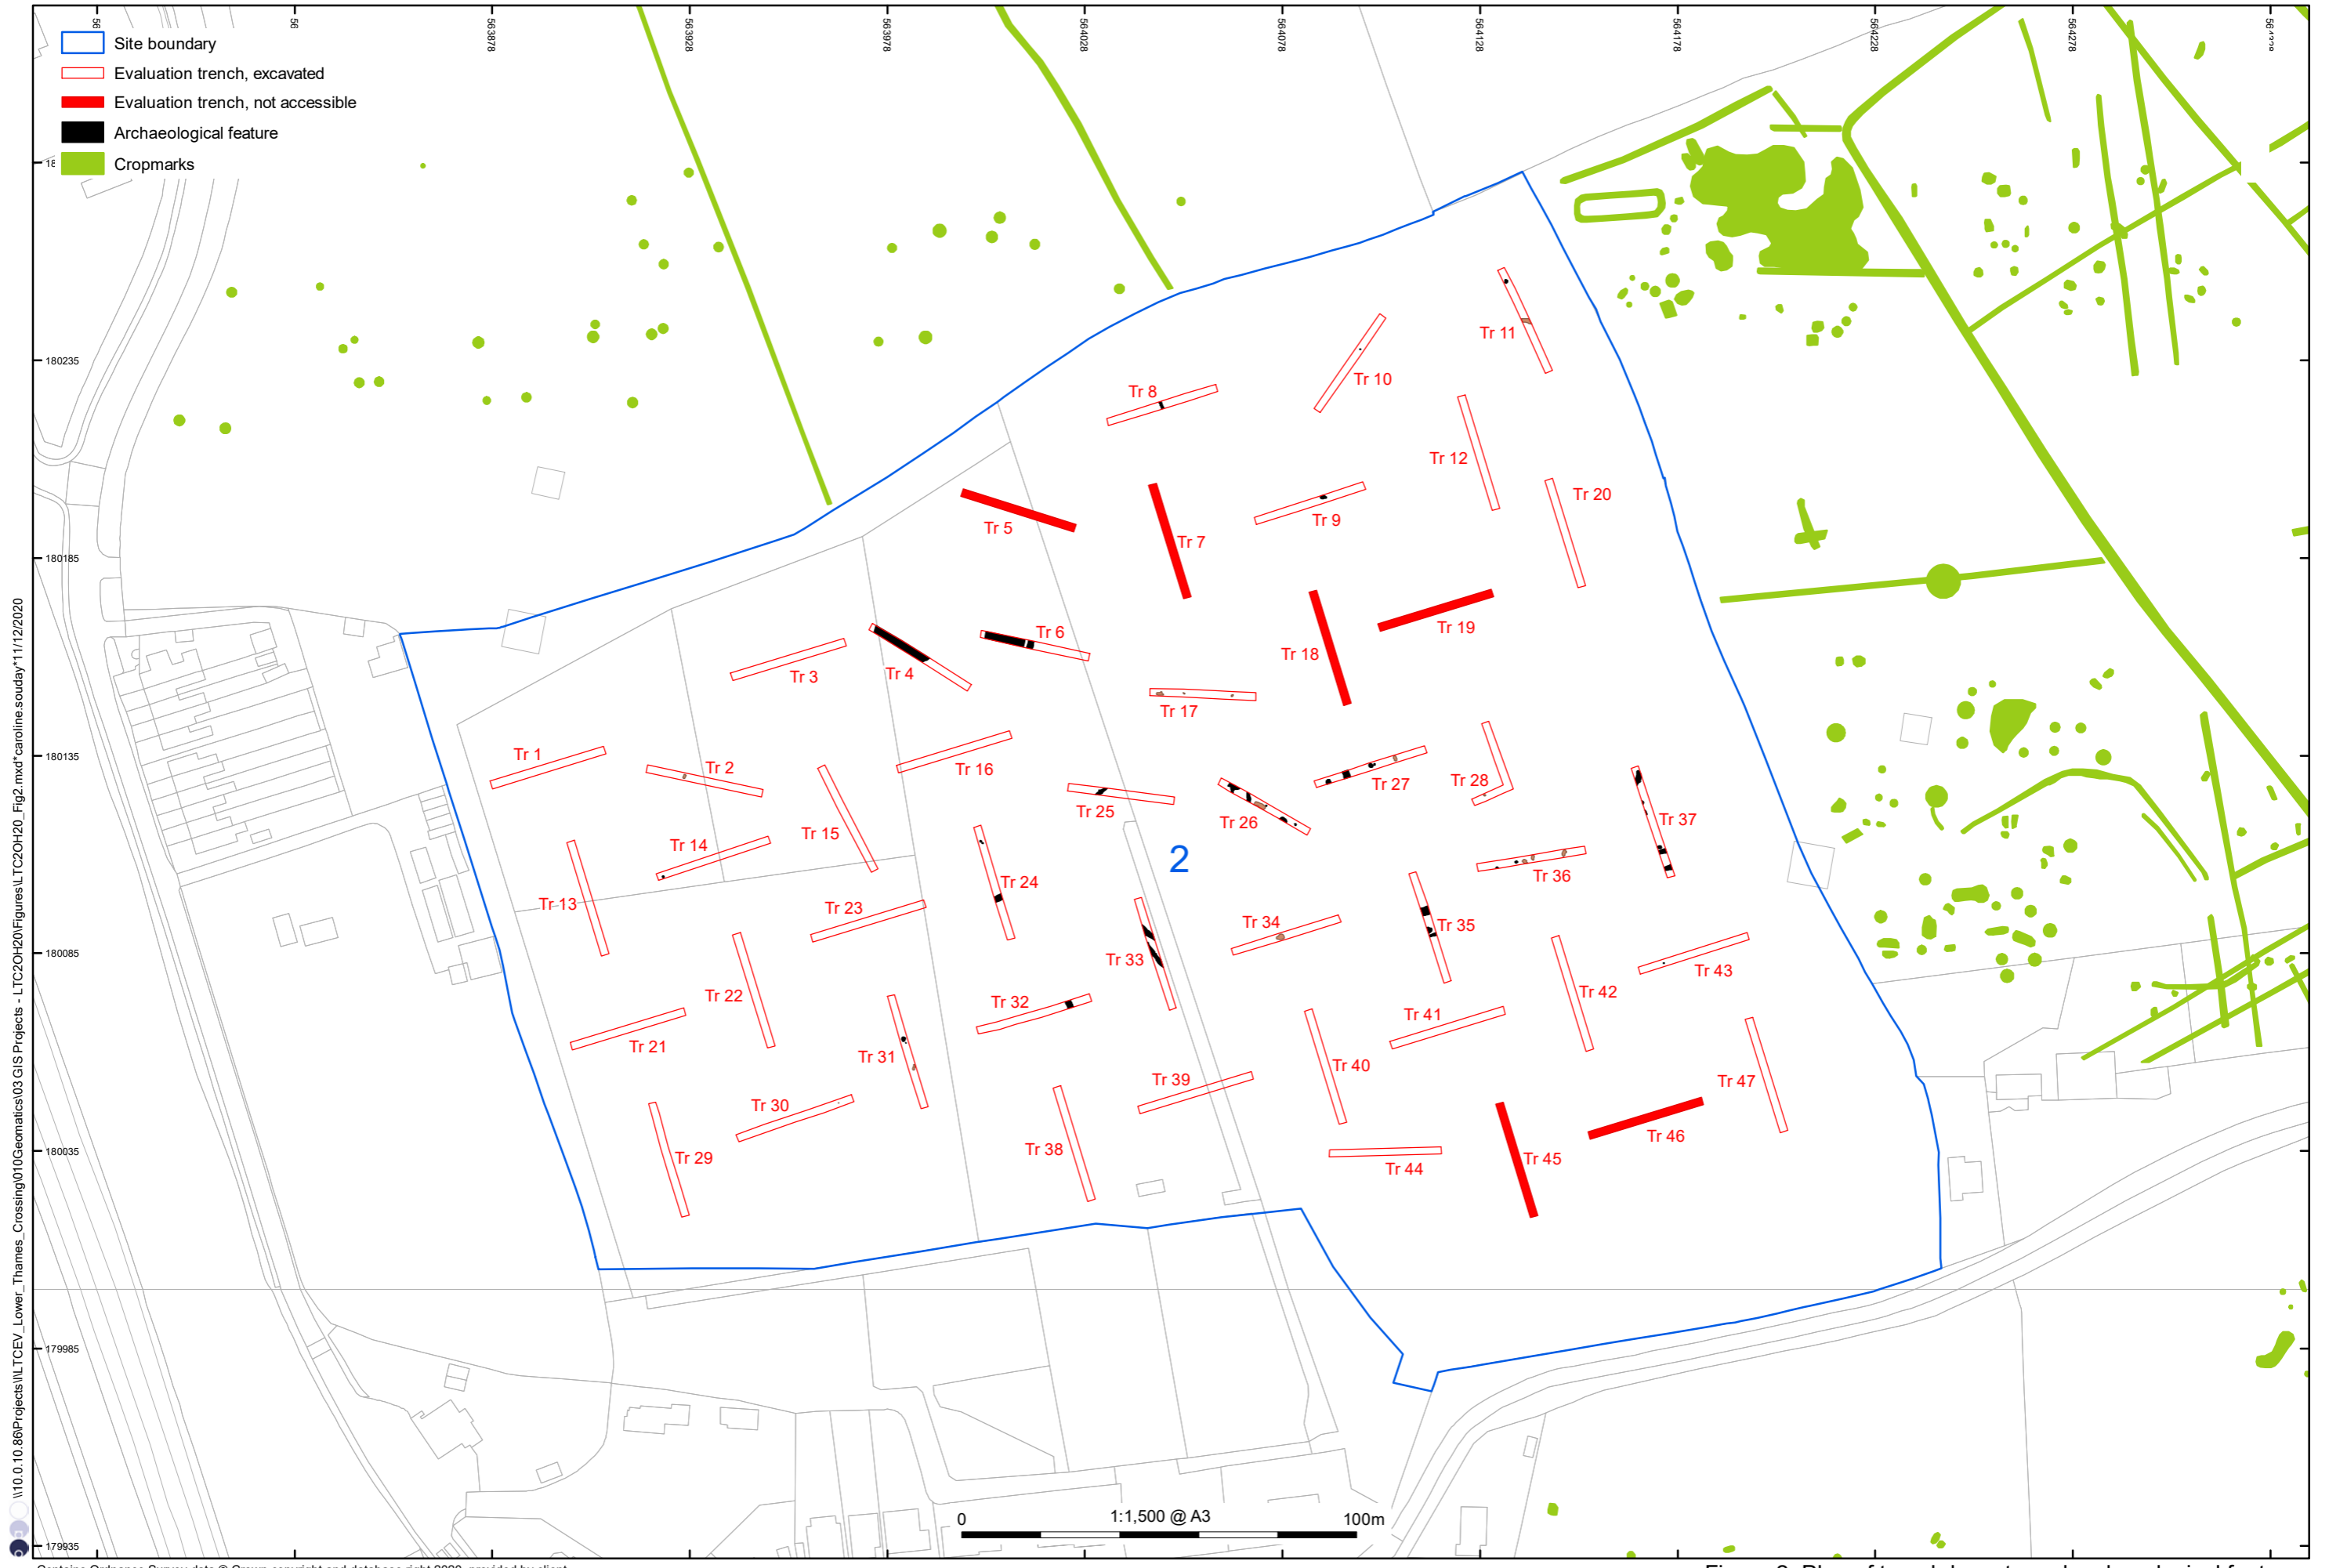 56
56
563878
563928
563978
564028
564078
564128
564178
564228
564278
Site boundary
Evaluation trench, excavated
Evaluation trench, not accessible
Archaeological feature
Cropmarks
18
180235
180185
180135
180085
180035
179985
179935
Tr 11
Tr 10
Tr 8
Tr 12
Tr 20
Tr 9
Tr 5
Tr 7
Tr 19
Tr 6
Tr 18
Tr 4
Tr 3
Tr 17
Tr 1
Tr 2
Tr 16
Tr 27
Tr 28
Tr 25
Tr 26
Tr 37
Tr 15
Tr 14
2
Tr 36
Tr 24
Tr 13
Tr 23
Tr 34
Tr 35
Tr 33
Tr 43
Tr 22
Tr 32
Tr 42
Tr 41
Tr 21
Tr 31
Tr 40
Tr 39
Tr 47
Tr 30
Tr 46
Tr 38
Tr 29
Tr 45
Tr 44
0
1:1,500 @ A3
100m
\\10.0.10.86\Projects\I\LTCEV_Lower_Thames_Crossing\010Geomatics\03 GIS Projects - LTC2OH20\Figures\LTC2OH20_Fig2.mxd*caroline.souday*11/12/2020